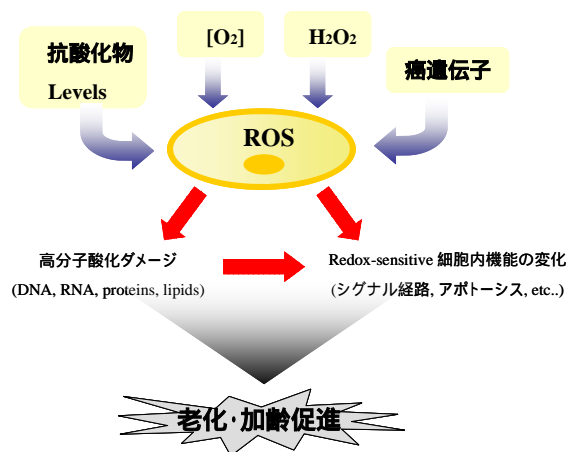 抗酸化物
Levels
[O₂]
H₂O₂
癌遺伝子
ROS
高分子酸化ダメージ
(DNA, RNA, proteins, lipids)
Redox-sensitive 細胞内機能の変化
(シグナル経路, アポトーシス, etc..)
老化･加齢促進